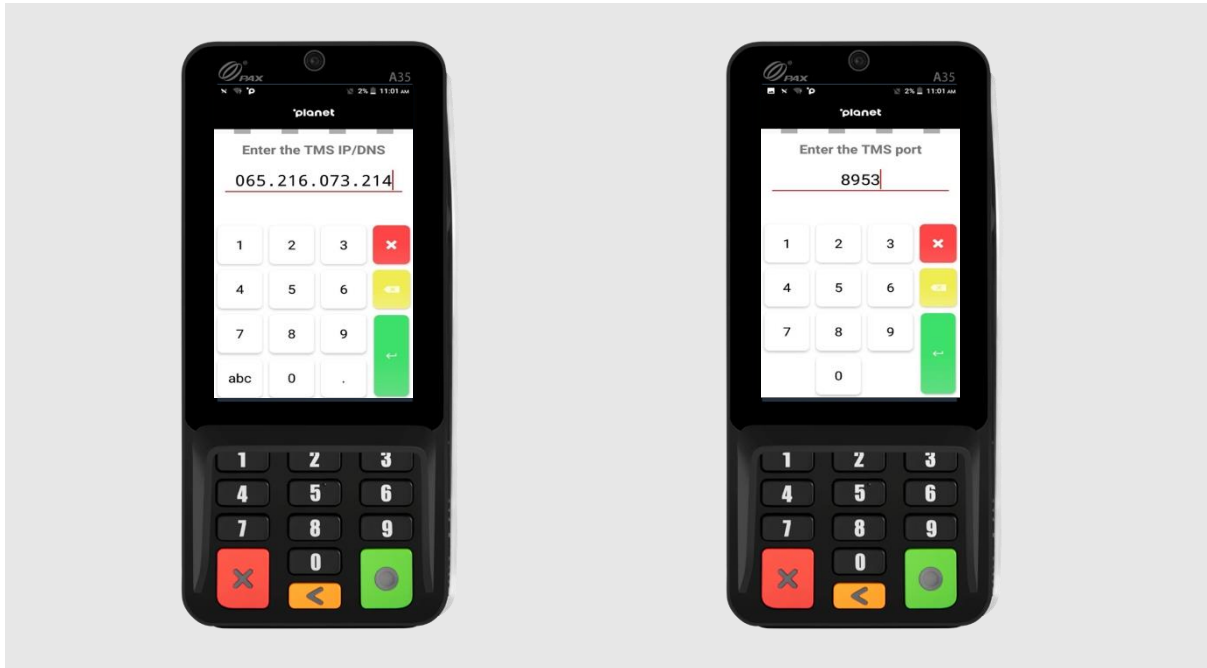 PAX
A35
2% 11:01 AM
planet
Enter the TMS IP/DNS
065.216.073.214
1 2 3
4 5 6
7 8 9
abc 0 .
1 2 3
4 5 6
7 8 9
0
PAX
A35
2% 11:01 AM
planet
Enter the TMS port
8953
1 2 3
4 5 6
7 8 9
0
1 2 3
4 5 6
7 8 9
0